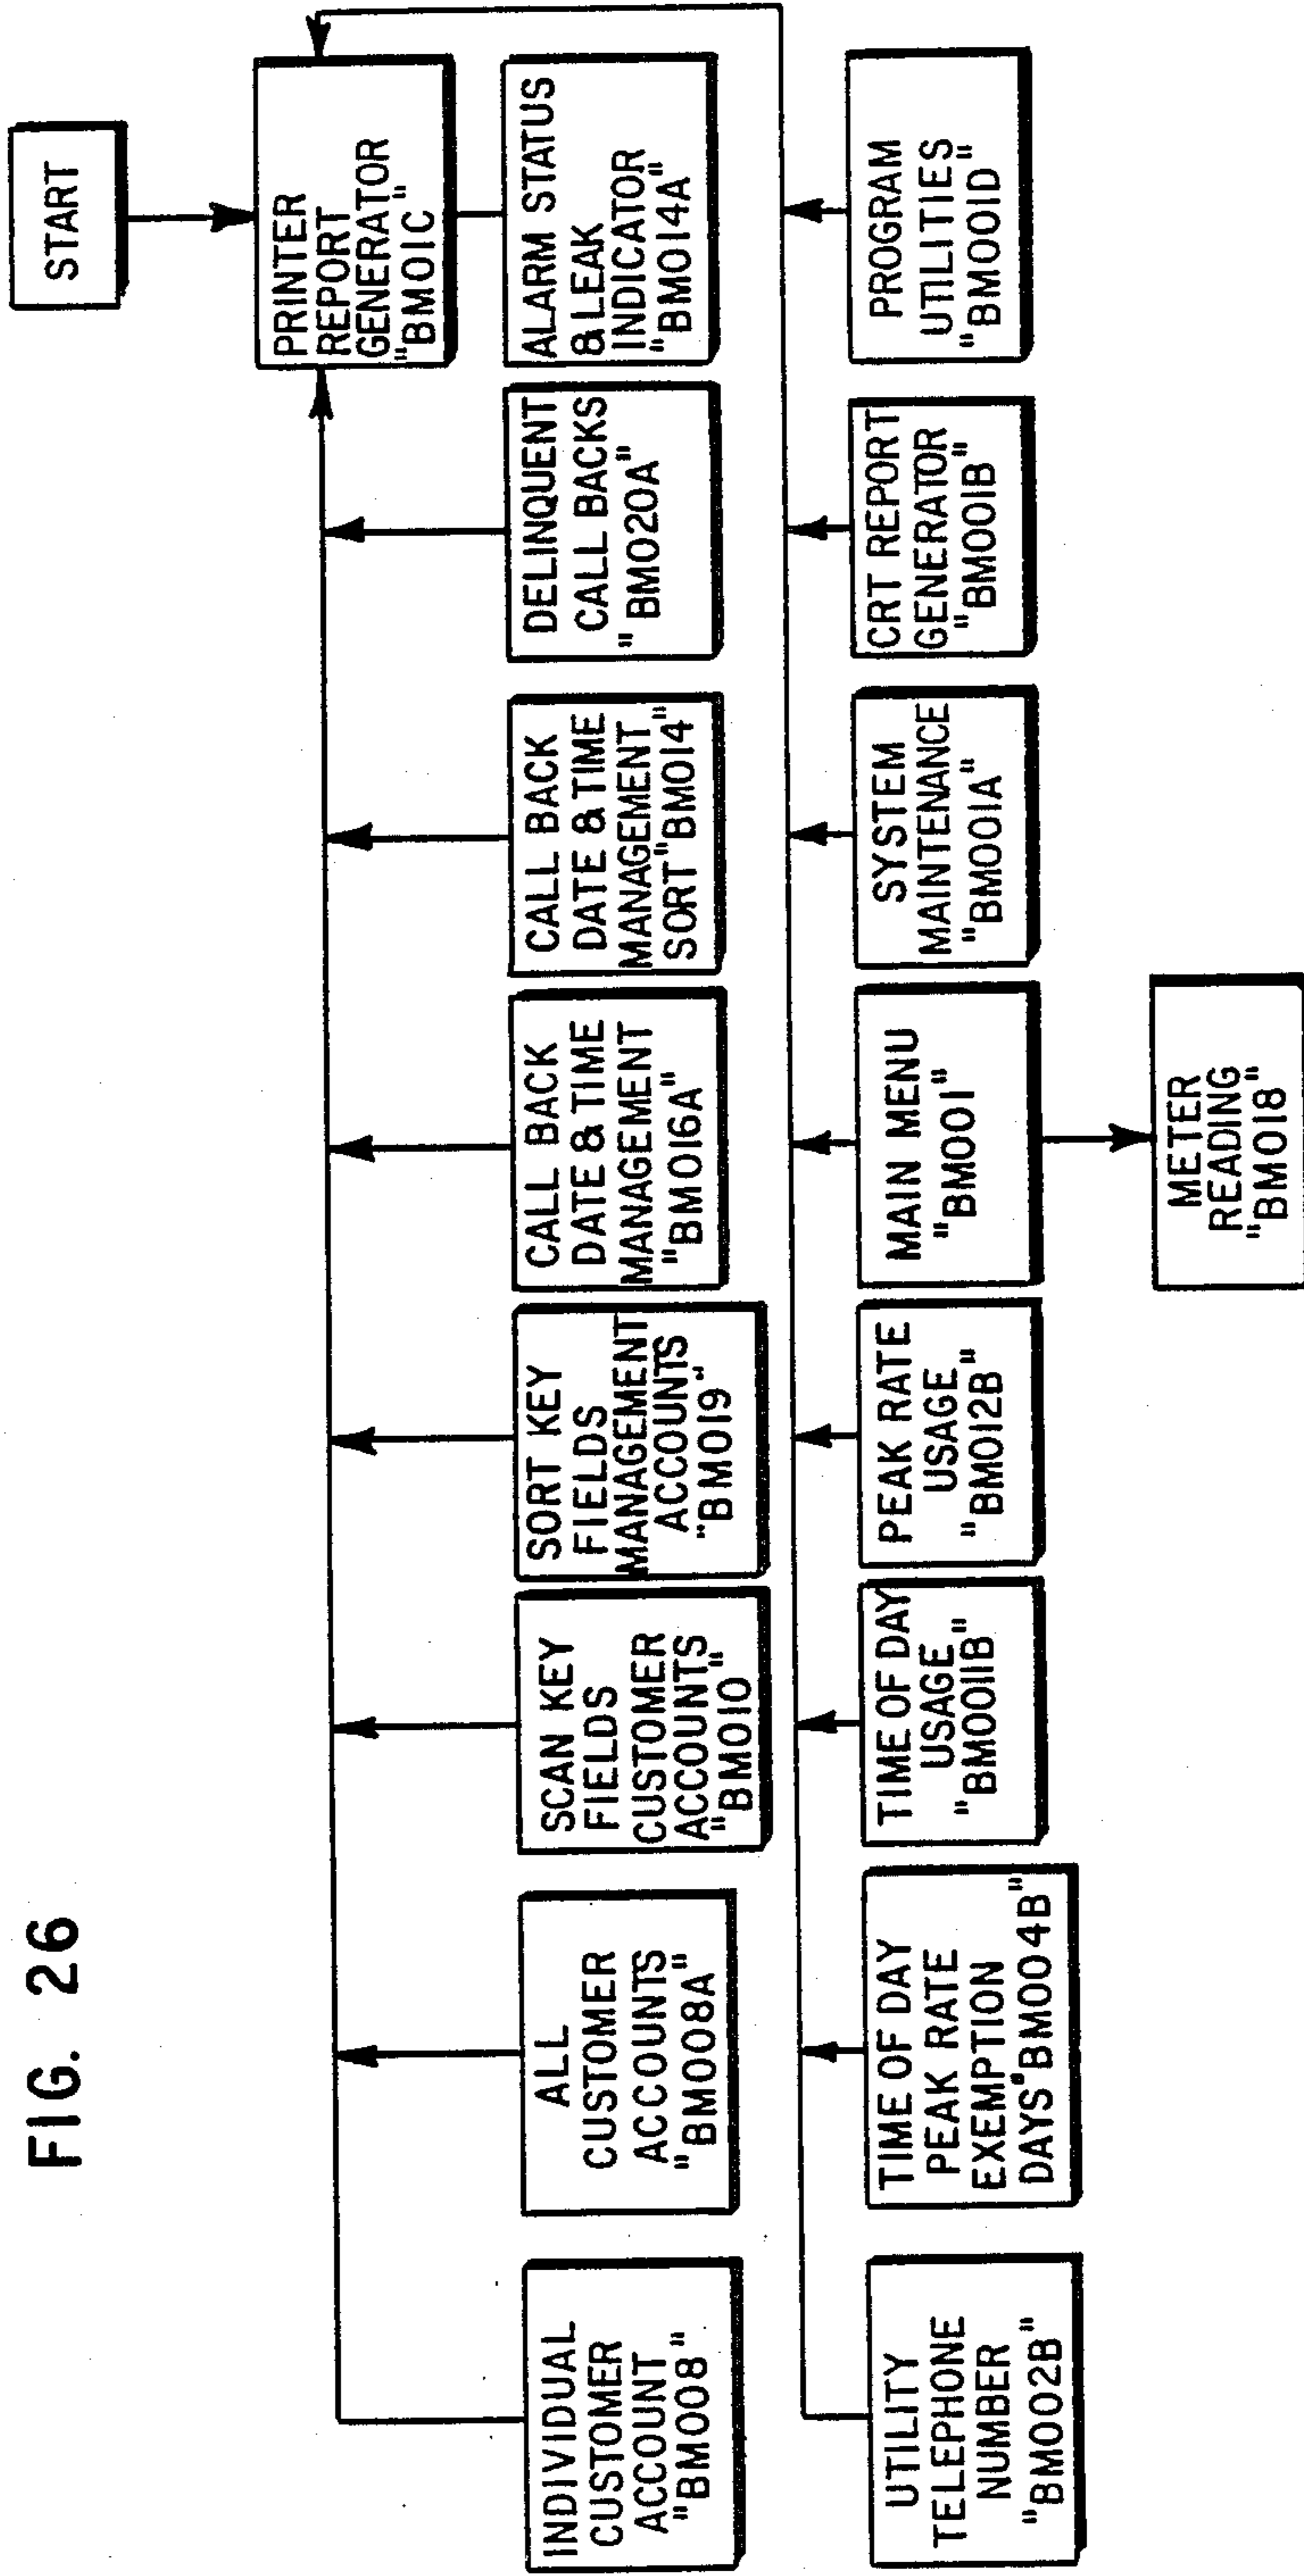 FIG. 26
START
PRINTER
REPORT
GENERATOR
"BM01C"
INDIVIDUAL
CUSTOMER
ACCOUNT
"BM008"
ALL
CUSTOMER
ACCOUNTS
"BM008A"
SCAN KEY
FIELDS
CUSTOMER
ACCOUNTS
"BM010"
SORT KEY
FIELDS
MANAGEMENT
ACCOUNTS
"BM019"
CALL BACK
DATE & TIME
MANAGEMENT
"BM016A"
CALL BACK
DATE & TIME
MANAGEMENT
SORT"BM014"
DELINQUENT
CALL BACKS
"BM020A"
ALARM STATUS
& LEAK
INDICATOR
"BM014A"
UTILITY
TELEPHONE
NUMBER
"BM002B"
TIME OF DAY
PEAK RATE
EXEMPTION
DAYS"BM004B"
TIME OF DAY
USAGE
"BM0011B"
PEAK RATE
USAGE
"BM012B"
MAIN MENU
"BM001"
SYSTEM
MAINTENANCE
"BM001A"
CRT REPORT
GENERATOR
"BM001B"
PROGRAM
UTILITIES
"BM001D"
METER
READING
"BM018"